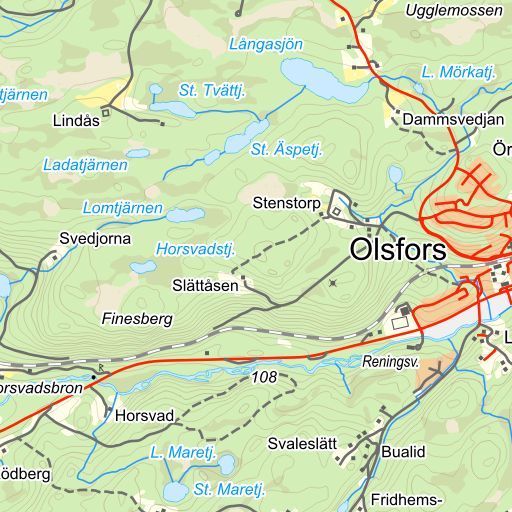 Ugglemossen
Långasjön
L. Mörkatj.
tjärnen
St. Tvättj.
Lindås
Dammsvedjan
St. Äspetj.
Ör
Ladatjärnen
Stenstorp
Lomtjärnen
Svedjorna
Horsvadstj.
Olsfors
Slättåsen
Finesberg
L
Reningsv.
R
108
orsvadsbron
Horsvad
Svaleslätt
L. Maretj.
Bualid
ödberg
St. Maretj.
Fridhems-